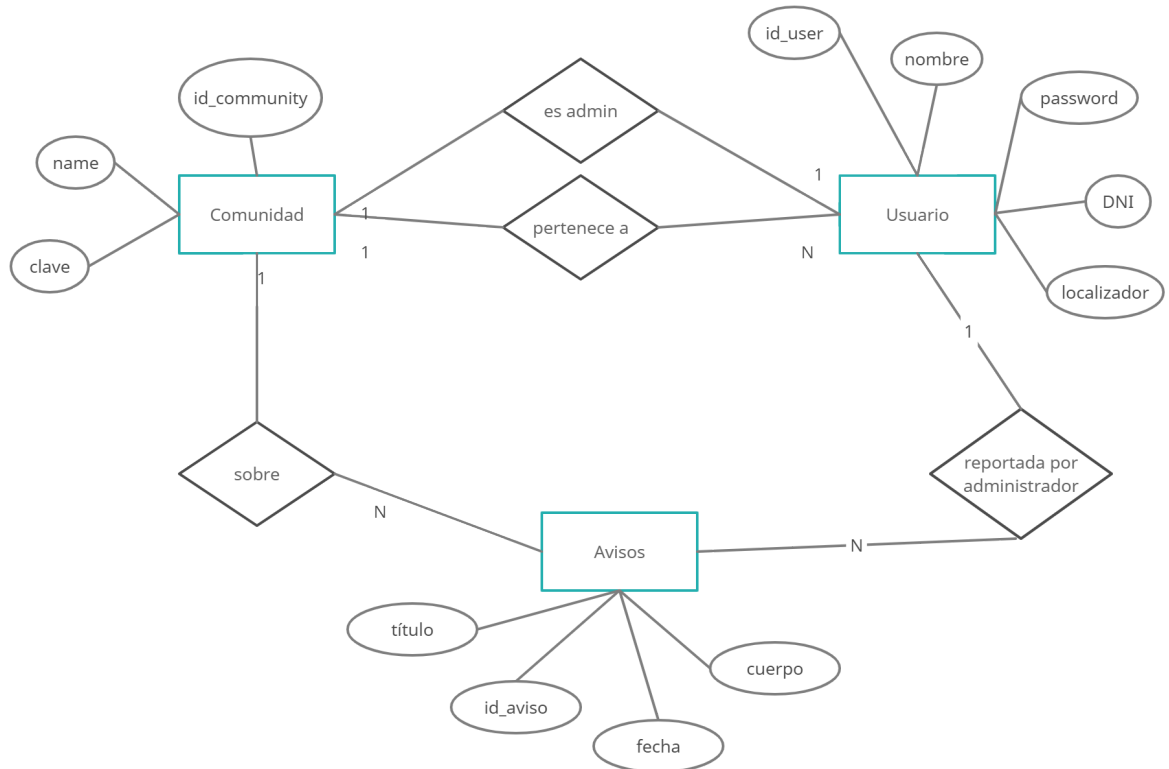 id_user
nombre
id_community
password
es admin
name
1
DNI
Comunidad
1
Usuario
pertenece a
clave
1
N
1
localizador
1
sobre
reportada por
administrador
N
Avisos
N
título
cuerpo
id_aviso
fecha